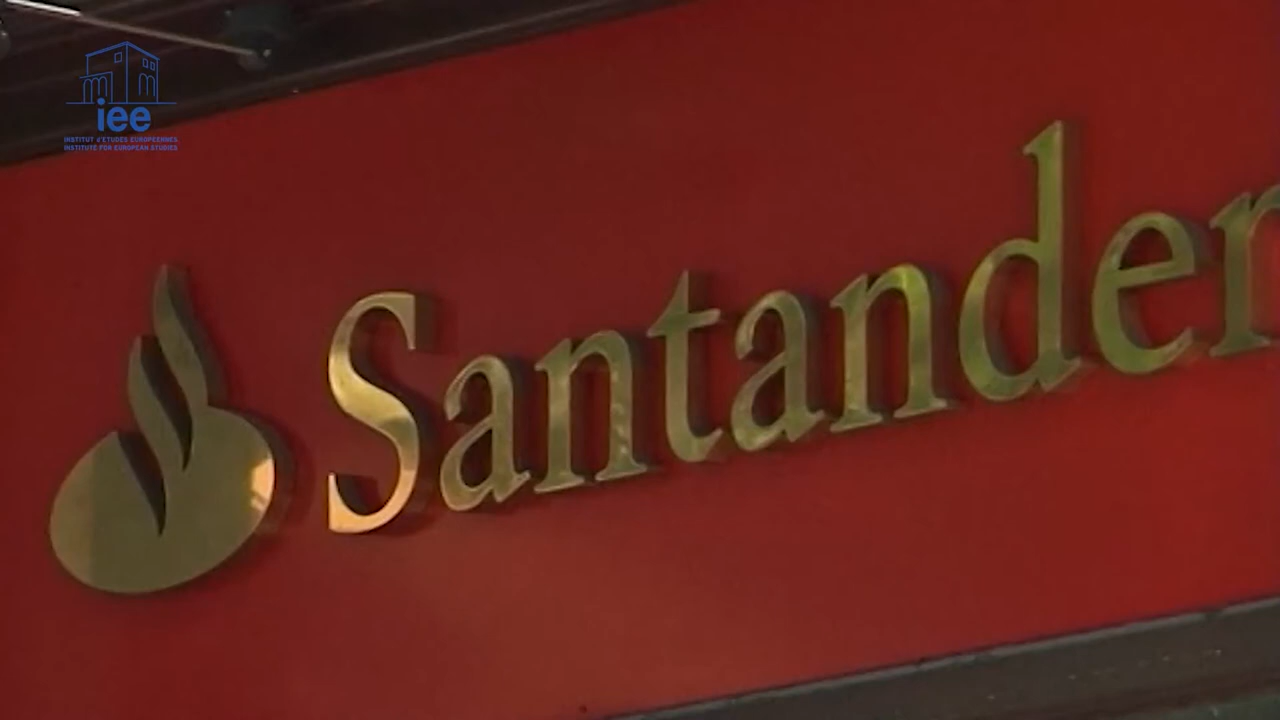 iee
INSTITUT d'ETUDES EUROPEENNES
INSTITUTE FOR EUROPEAN STUDIES
Santander